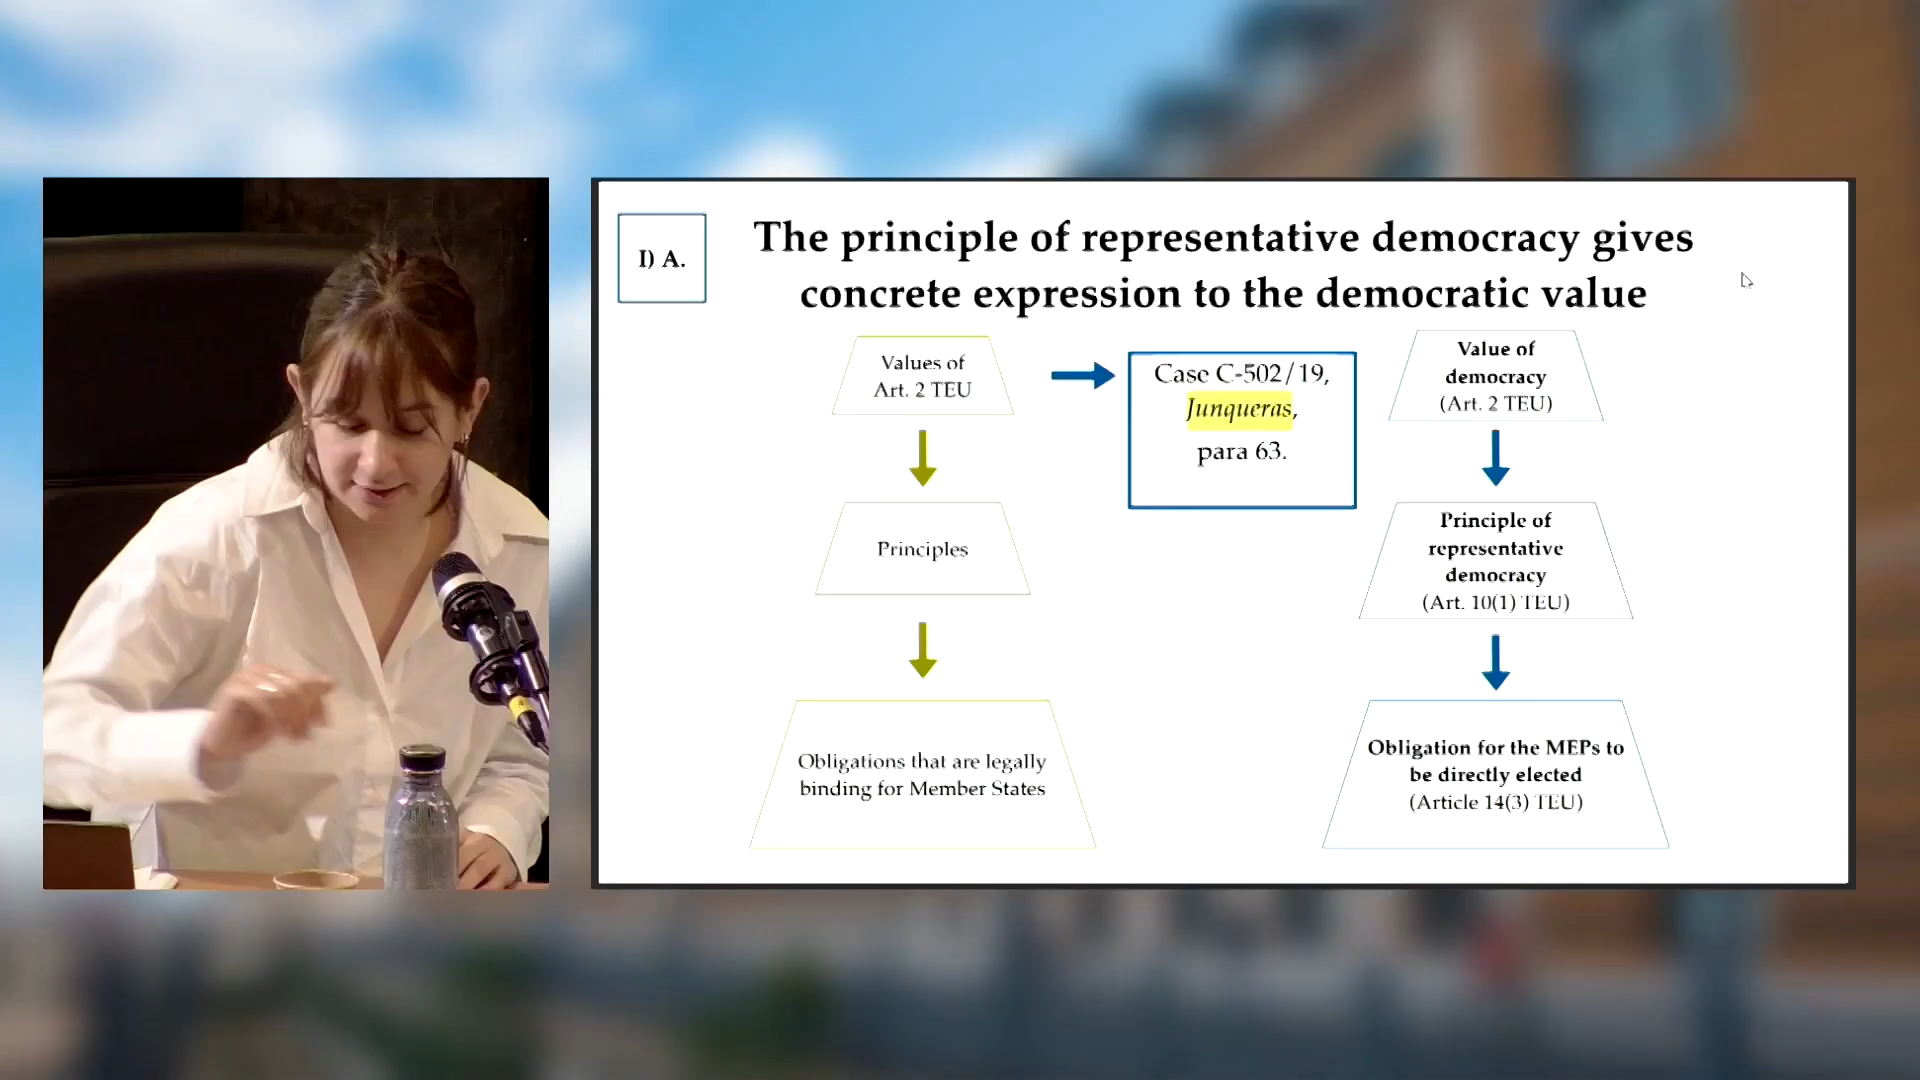 I) A.
The principle of representative democracy gives
concrete expression to the democratic value
Values of
Art. 2 TEU
Principles
Obligations that are legally
binding for Member States
Case C-502/19,
Junqueras,
para 63.
Value of
democracy
(Art. 2 TEU)
Principle of
representative
democracy
(Art. 10(1) TEU)
Obligation for the MEPs to
be directly elected
(Article 14(3) TEU)
4